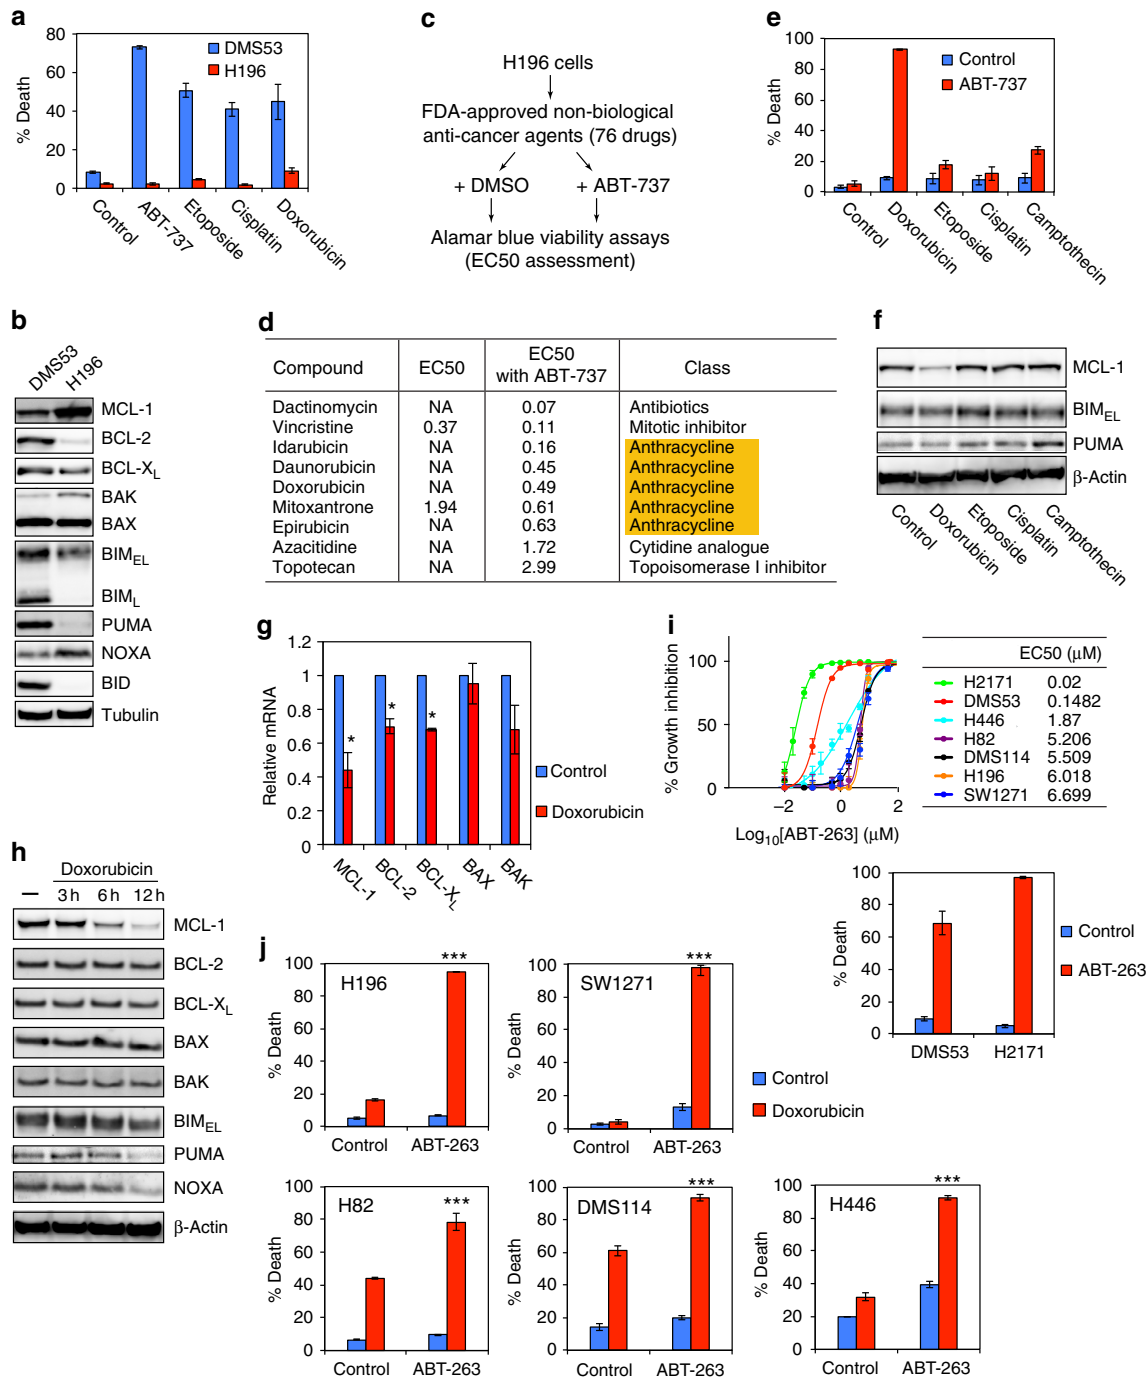 a
80
60
40
20
0
% Death
DMS53
H196
Control
ABT-737
Etoposide
Cisplatin
Doxorubicin
b
DMS53
H196
MCL-1
BCL-2
BCL-XL
BAK
BAX
BIMEL
BIML
PUMA
NOXA
BID
Tubulin
c
H196 cells
FDA-approved non-biological
anti-cancer agents (76 drugs)
+ DMSO + ABT-737
Alamar blue viability assays
(EC50 assessment)
d
Compound EC50 EC50 with ABT-737 Class
Dactinomycin NA 0.07 Antibiotics
Vincristine 0.37 0.11 Mitotic inhibitor
Idarubicin NA 0.16 Anthracycline
Daunorubicin NA 0.45 Anthracycline
Doxorubicin NA 0.49 Anthracycline
Mitoxantrone 1.94 0.61 Anthracycline
Epirubicin NA 0.63 Anthracycline
Azacitidine NA 1.72 Cytidine analogue
Topotecan NA 2.99 Topoisomerase I inhibitor
e
100
80
60
40
20
0
% Death
Control
ABT-737
Control
Doxorubicin
Etoposide
Cisplatin
Camptothecin
f
MCL-1
BIMEL
PUMA
β-Actin
Control
Doxorubicin
Etoposide
Cisplatin
Camptothecin
g
1.2
1
0.8
0.6
0.4
0.2
0
Relative mRNA
* * *
Control
Doxorubicin
MCL-1
BCL-2
BCL-XL
BAX
BAK
h
Doxorubicin
– 3 h 6 h 12 h
MCL-1
BCL-2
BCL-XL
BAX
BAK
BIMEL
PUMA
NOXA
β-Actin
i
100
50
0
% Growth inhibition
−2 0 2
Log10[ABT-263] (μM)
EC50 (μM)
H2171 0.02
DMS53 0.1482
H446 1.87
H82 5.206
DMS114 5.509
H196 6.018
SW1271 6.699
100
80
60
40
20
0
% Death
Control
ABT-263
DMS53 H2171
j
H196
100
80
60
40
20
0
% Death
***
Control ABT-263
SW1271
100
80
60
40
20
0
% Death
***
Control ABT-263
Control
Doxorubicin
H82
100
80
60
40
20
0
% Death
***
Control ABT-263
DMS114
100
80
60
40
20
0
% Death
***
Control ABT-263
H446
100
80
60
40
20
0
% Death
***
Control ABT-263